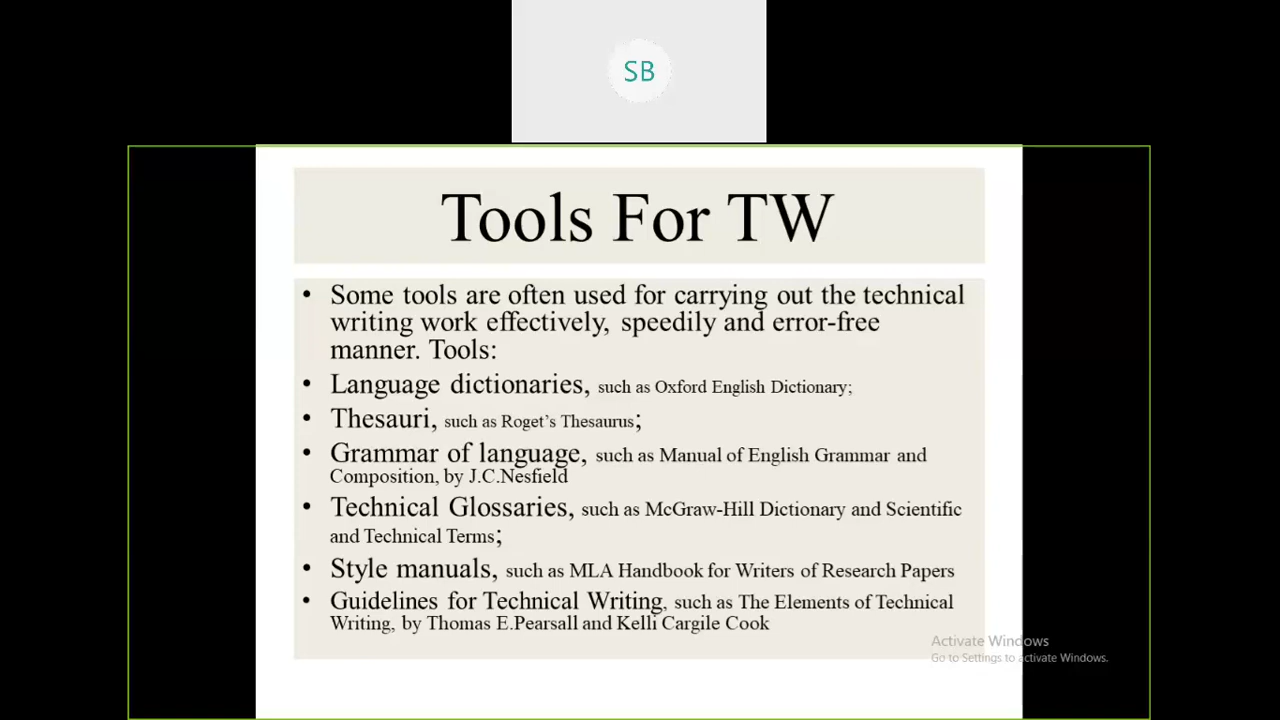 SB
Tools For TW
• Some tools are often used for carrying out the technical
writing work effectively, speedily and error-free
manner. Tools:
• Language dictionaries, such as Oxford English Dictionary;
• Thesauri, such as Roget’s Thesaurus;
• Grammar of language, such as Manual of English Grammar and
Composition, by J.C.Nesfield
• Technical Glossaries, such as McGraw-Hill Dictionary and Scientific
and Technical Terms;
• Style manuals, such as MLA Handbook for Writers of Research Papers
• Guidelines for Technical Writing, such as The Elements of Technical
Writing, by Thomas E.Pearsall and Kelli Cargile Cook
Activate Windows
Go to Settings to activate Windows.